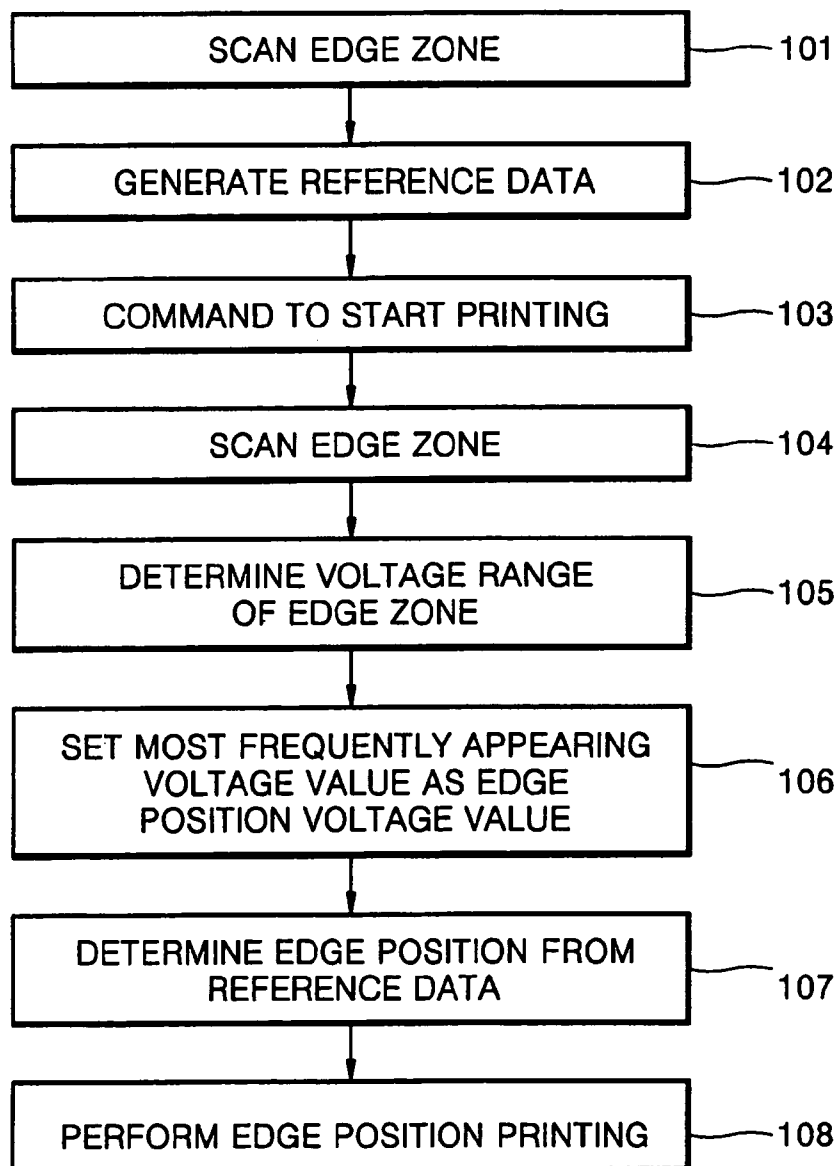 SCAN EDGE ZONE
101
GENERATE REFERENCE DATA
102
COMMAND TO START PRINTING
103
SCAN EDGE ZONE
104
DETERMINE VOLTAGE RANGE
OF EDGE ZONE
105
SET MOST FREQUENTLY APPEARING
VOLTAGE VALUE AS EDGE
POSITION VOLTAGE VALUE
106
DETERMINE EDGE POSITION FROM
REFERENCE DATA
107
PERFORM EDGE POSITION PRINTING
108